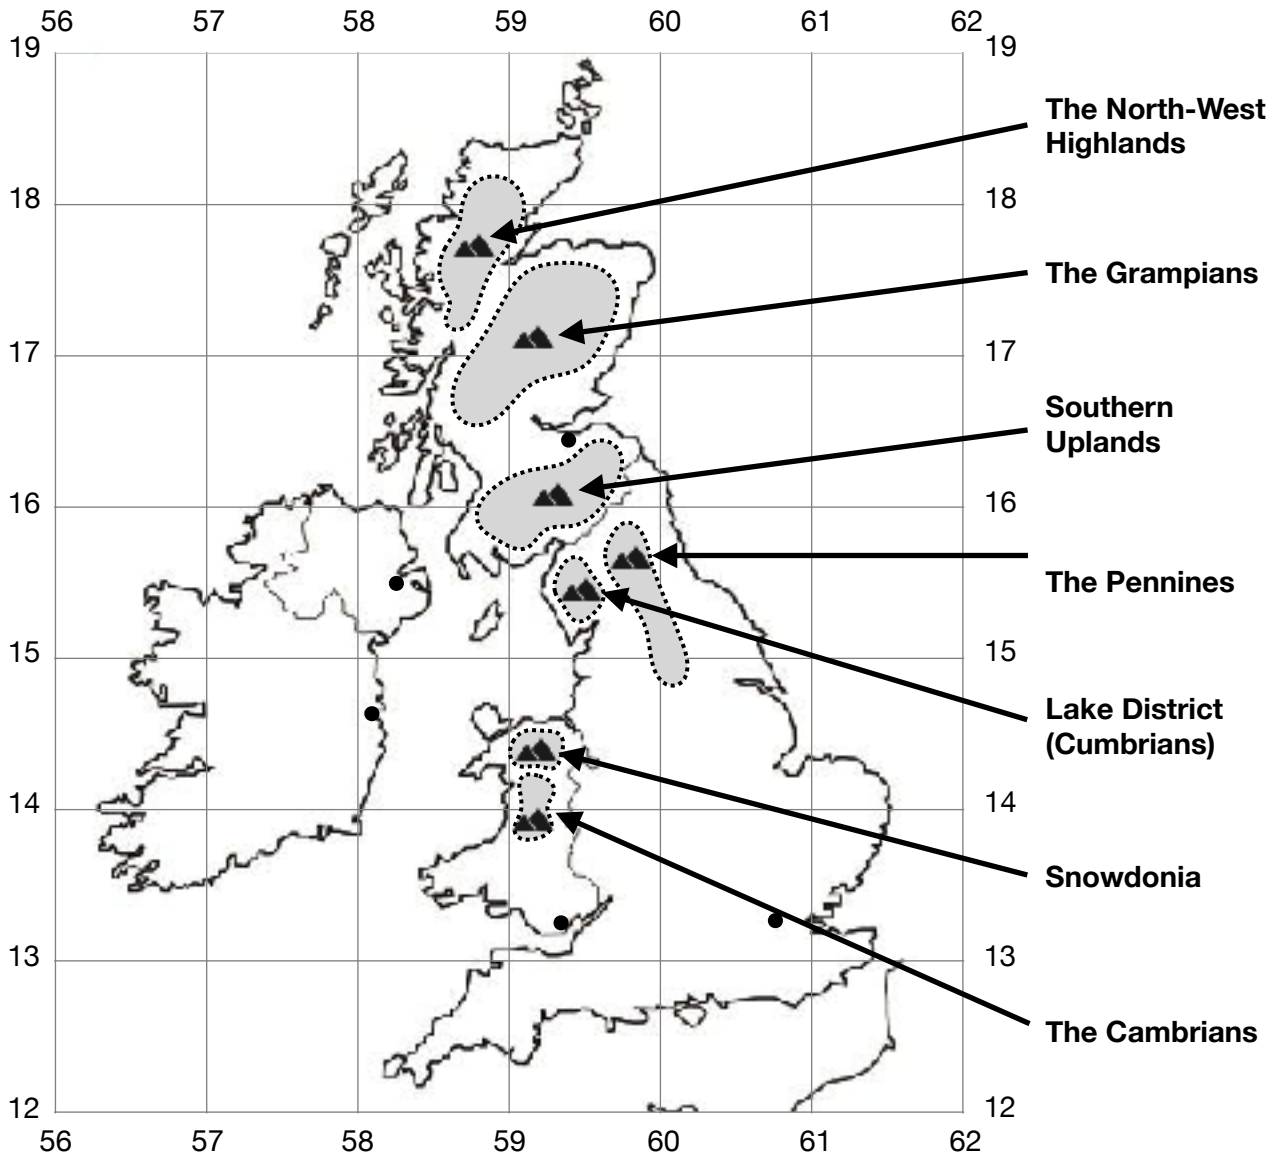 56 57 58 59 60 61 62
19 19
The North-West
Highlands
18 18
The Grampians
17 17
Southern
Uplands
16 16
The Pennines
15 15
Lake District
(Cumbrians)
14 14
Snowdonia
13 13
The Cambrians
12 12
56 57 58 59 60 61 62